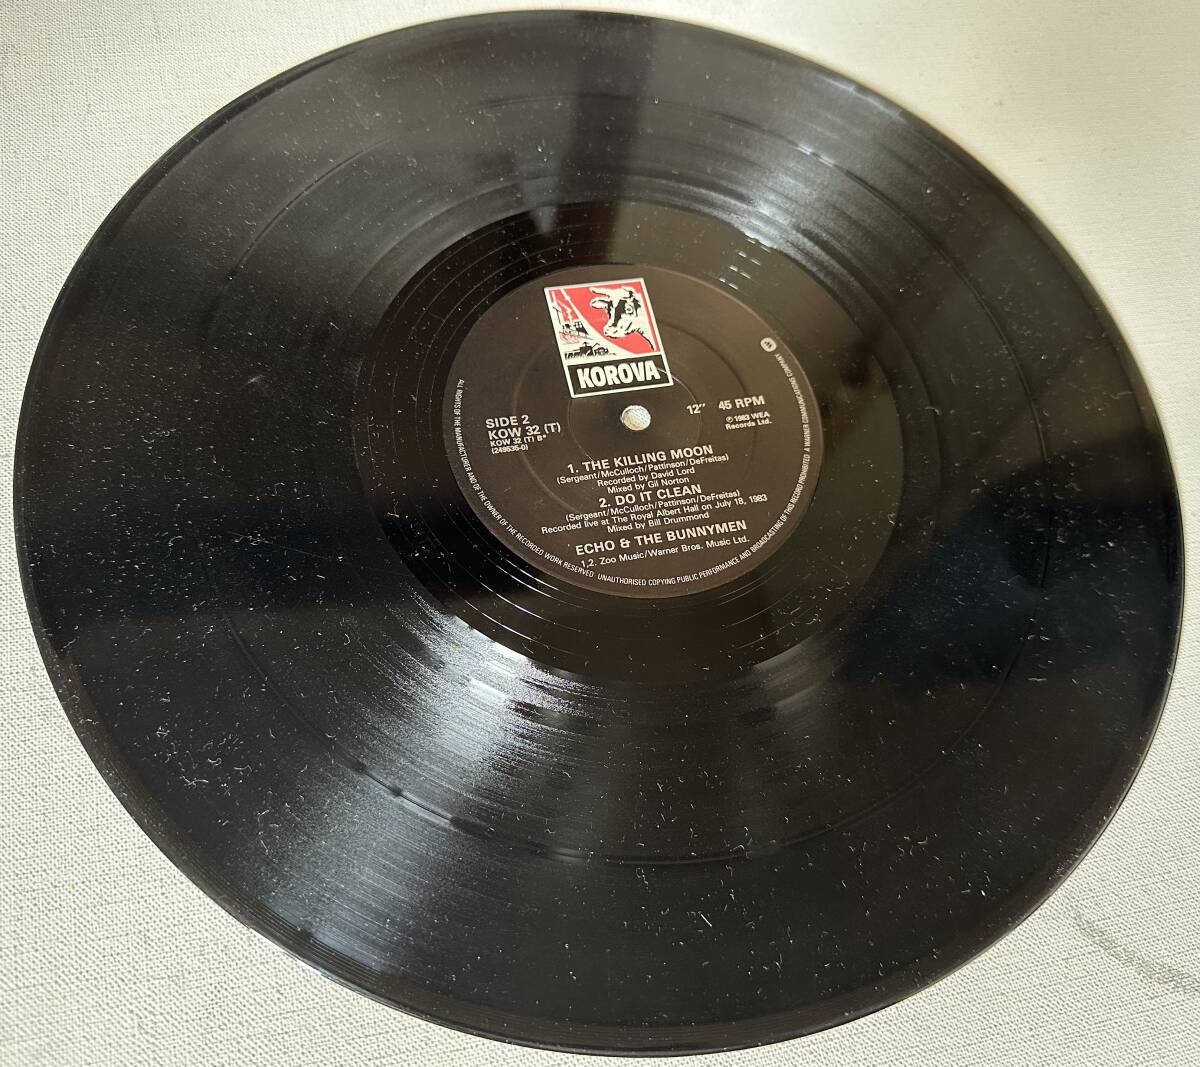 KOROVA
SIDE 2
KOW 32 (T)
KOW 32 (T) B*
(249535-0)
12" 45 RPM
℗ 1983 WEA
Records Ltd.
1. THE KILLING MOON
(Sergeant/McCulloch/Pattinson/DeFreitas)
Recorded by David Lord
Mixed by Gil Norton
2. DO IT CLEAN
(Sergeant/McCulloch/Pattinson/DeFreitas)
Recorded live at The Royal Albert Hall on July 18, 1983
Mixed by Bill Drummond
ECHO & THE BUNNYMEN
1,2. Zoo Music/Warner Bros. Music Ltd.
ALL RIGHTS OF THE MANUFACTURER AND OF THE OWNER OF THE RECORDED WORK RESERVED UNAUTHORISED COPYING PUBLIC PERFORMANCE AND BROADCASTING OF THIS RECORD PROHIBITED A WARNER COMMUNICATIONS COMPANY